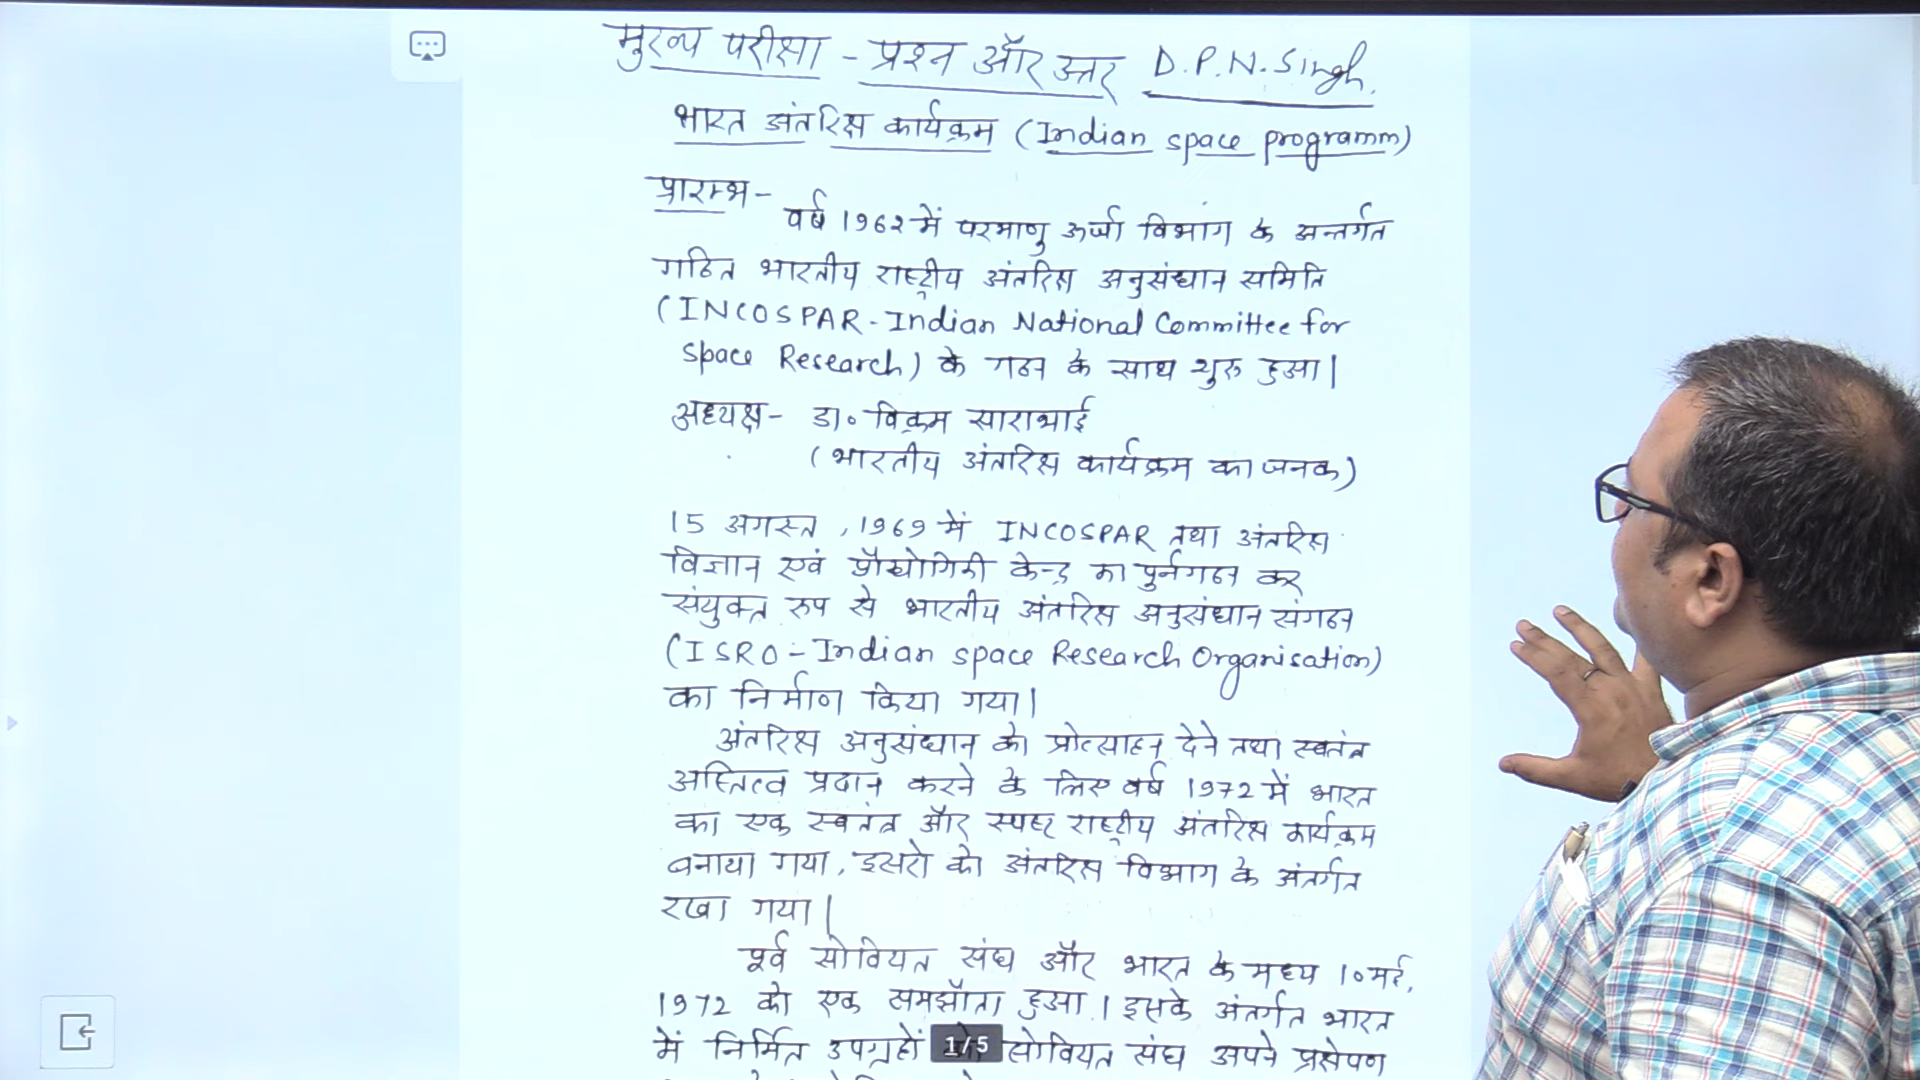 मुख्य परीक्षा - प्रश्न और उत्तर D.P.N. Singh.
भारत अंतरिक्ष कार्यक्रम (Indian space programm)
प्रारम्भ -
वर्ष 1962 में परमाणु ऊर्जा विभाग के अन्तर्गत
गठित भारतीय राष्ट्रीय अंतरिक्ष अनुसंधान समिति
(INCOSPAR - Indian National Committee for
space Research) के गठन के साथ शुरू हुआ।
अध्यक्ष - डा० विक्रम साराभाई
(भारतीय अंतरिक्ष कार्यक्रम का जनक)
15 अगस्त, 1969 में INCOSPAR तथा अंतरिक्ष
विज्ञान एवं प्रौद्योगिकी केन्द्र का पुर्नगठन कर
संयुक्त रूप से भारतीय अंतरिक्ष अनुसंधान संगठन
(ISRO - Indian space Research Organisation)
का निर्माण किया गया।
अंतरिक्ष अनुसंधान को प्रोत्साहन देने तथा स्वतंत्र
अस्तित्व प्रदान करने के लिए वर्ष 1972 में भारत
का एक स्वतंत्र और स्पष्ट राष्ट्रीय अंतरिक्ष कार्यक्रम
बनाया गया, इसरो को अंतरिक्ष विभाग के अंतर्गत
रखा गया।
पूर्व सोवियत संघ और भारत के मध्य 10 मई,
1972 को एक समझौता हुआ। इसके अंतर्गत भारत
में निर्मित उपग्रहों को सोवियत संघ अपने प्रक्षेपण
1/5